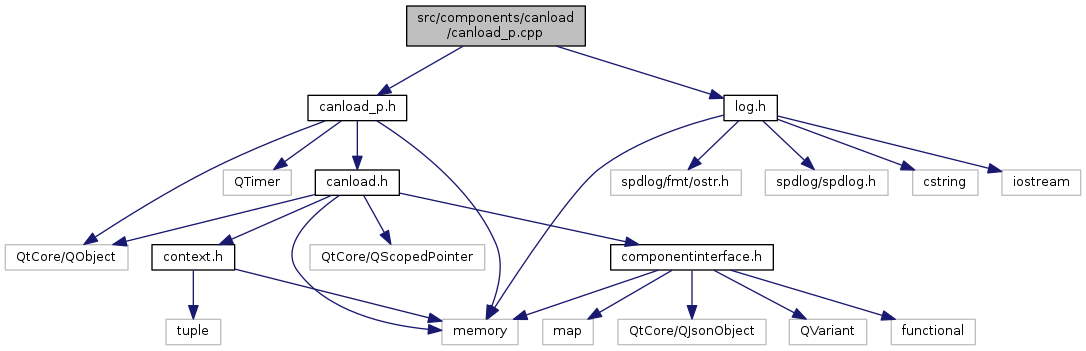 src/components/canload
/canload_p.cpp
canload_p.h
log.h
QTimer
canload.h
spdlog/fmt/ostr.h
spdlog/spdlog.h
cstring
iostream
QtCore/QObject
context.h
QtCore/QScopedPointer
componentinterface.h
tuple
memory
map
QtCore/QJsonObject
QVariant
functional